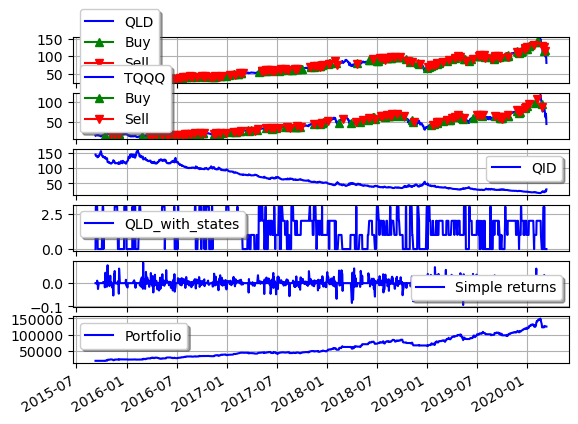 QLD
Buy
Sell
150
100
50
TQQQ
Buy
Sell
100
50
150
100
50
QID
2.5
0.0
QLD_with_states
0.0
−0.1
Simple returns
150000
100000
50000
Portfolio
2015-07
2016-01
2016-07
2017-01
2017-07
2018-01
2018-07
2019-01
2019-07
2020-01